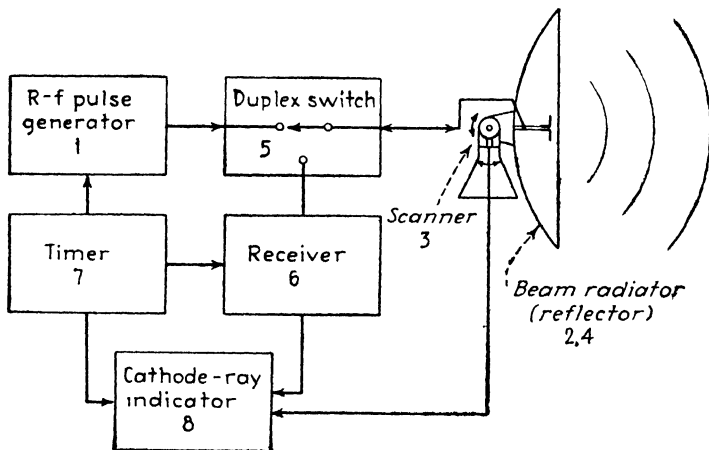 R-f pulse
generator
1
Duplex switch
5
Scanner
3
Timer
7
Receiver
6
Beam radiator
(reflector)
2,4
Cathode-ray
indicator
8